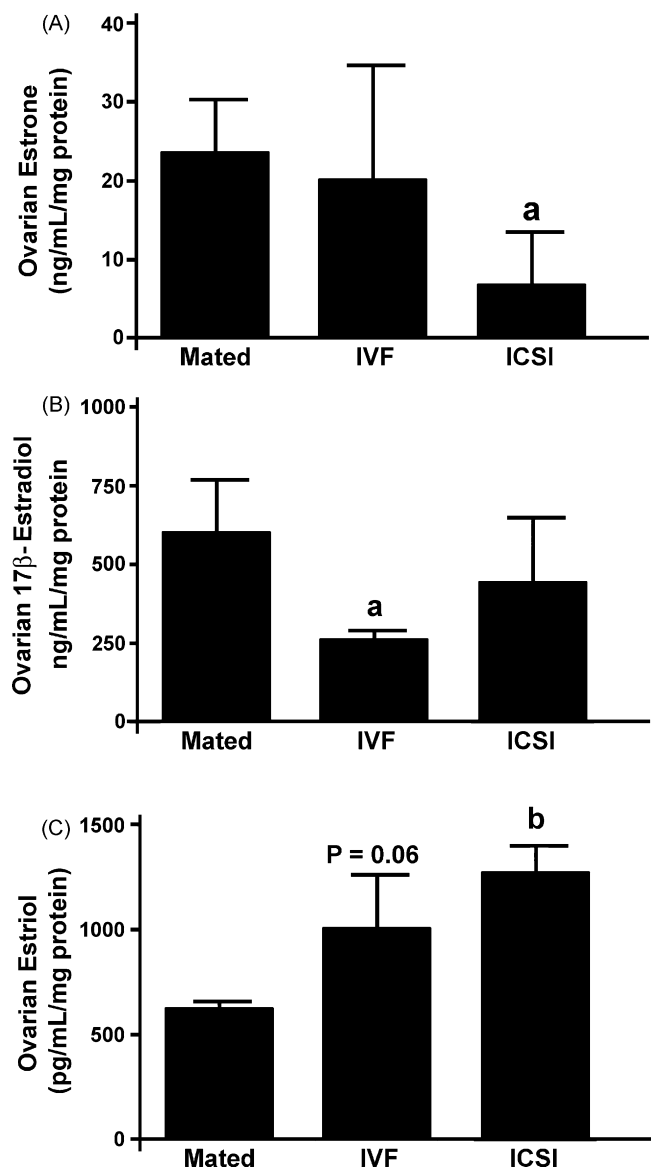 (A)
Ovarian Estrone
(ng/mL/mg protein)
40
30
20
10
0
a
Mated IVF ICSI
(B)
Ovarian 17β- Estradiol
ng/mL/mg protein
1000
750
500
250
0
a
Mated IVF ICSI
(C)
Ovarian Estriol
(pg/mL/mg protein)
1500
1000
500
0
P = 0.06
b
Mated IVF ICSI